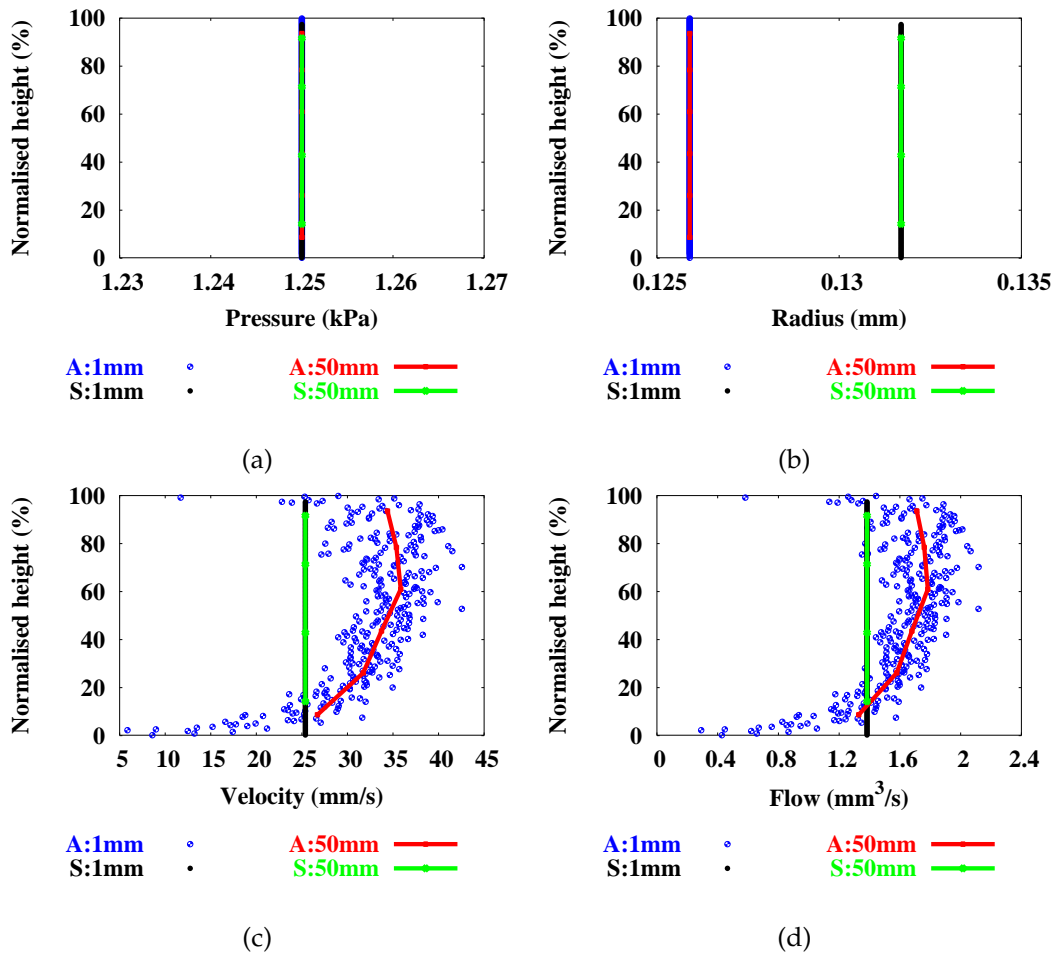 Normalised height (%)
100
80
60
40
20
0
1.23 1.24 1.25 1.26 1.27
Pressure (kPa)
A:1mm A:50mm
S:1mm S:50mm
(a)
Normalised height (%)
100
80
60
40
20
0
0.125 0.13 0.135
Radius (mm)
A:1mm A:50mm
S:1mm S:50mm
(b)
Normalised height (%)
100
80
60
40
20
0
5 10 15 20 25 30 35 40 45
Velocity (mm/s)
A:1mm A:50mm
S:1mm S:50mm
(c)
Normalised height (%)
100
80
60
40
20
0
0 0.4 0.8 1.2 1.6 2 2.4
Flow (mm³/s)
A:1mm A:50mm
S:1mm S:50mm
(d)